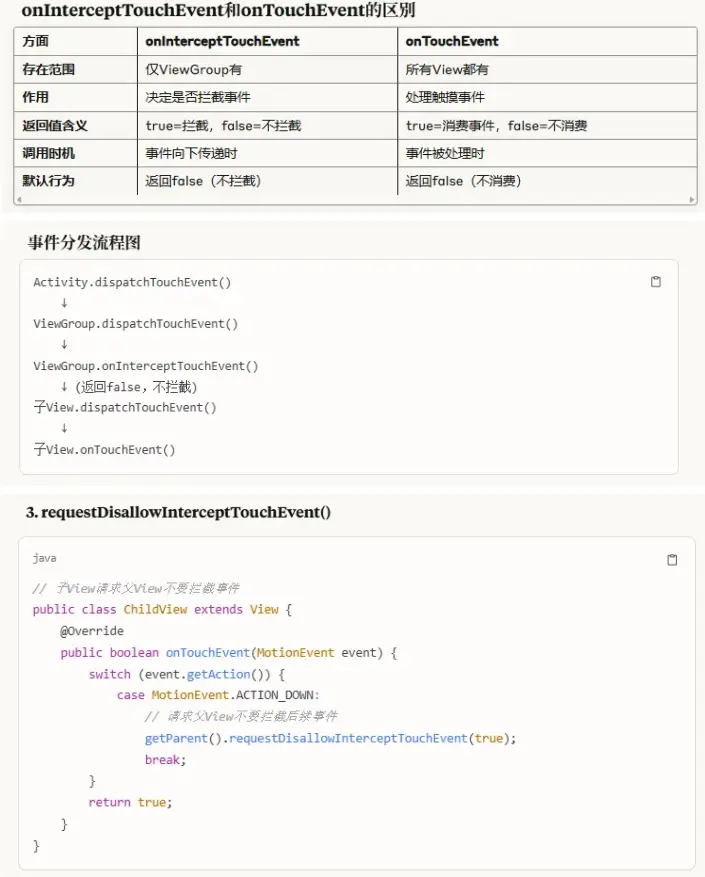 onInterceptTouchEvent和onTouchEvent的区别
方面 onInterceptTouchEvent onTouchEvent
存在范围 仅ViewGroup有 所有View都有
作用 决定是否拦截事件 处理触摸事件
返回值含义 true=拦截，false=不拦截 true=消费事件，false=不消费
调用时机 事件向下传递时 事件被处理时
默认行为 返回false（不拦截） 返回false（不消费）
事件分发流程图
Activity.dispatchTouchEvent()
↓
ViewGroup.dispatchTouchEvent()
↓
ViewGroup.onInterceptTouchEvent()
↓ (返回false，不拦截)
子View.dispatchTouchEvent()
↓
子View.onTouchEvent()
3. requestDisallowInterceptTouchEvent()
java
// 子View请求父View不要拦截事件
public class ChildView extends View {
@Override
public boolean onTouchEvent(MotionEvent event) {
switch (event.getAction()) {
case MotionEvent.ACTION_DOWN:
// 请求父View不要拦截后续事件
getParent().requestDisallowInterceptTouchEvent(true);
break;
}
return true;
}
}